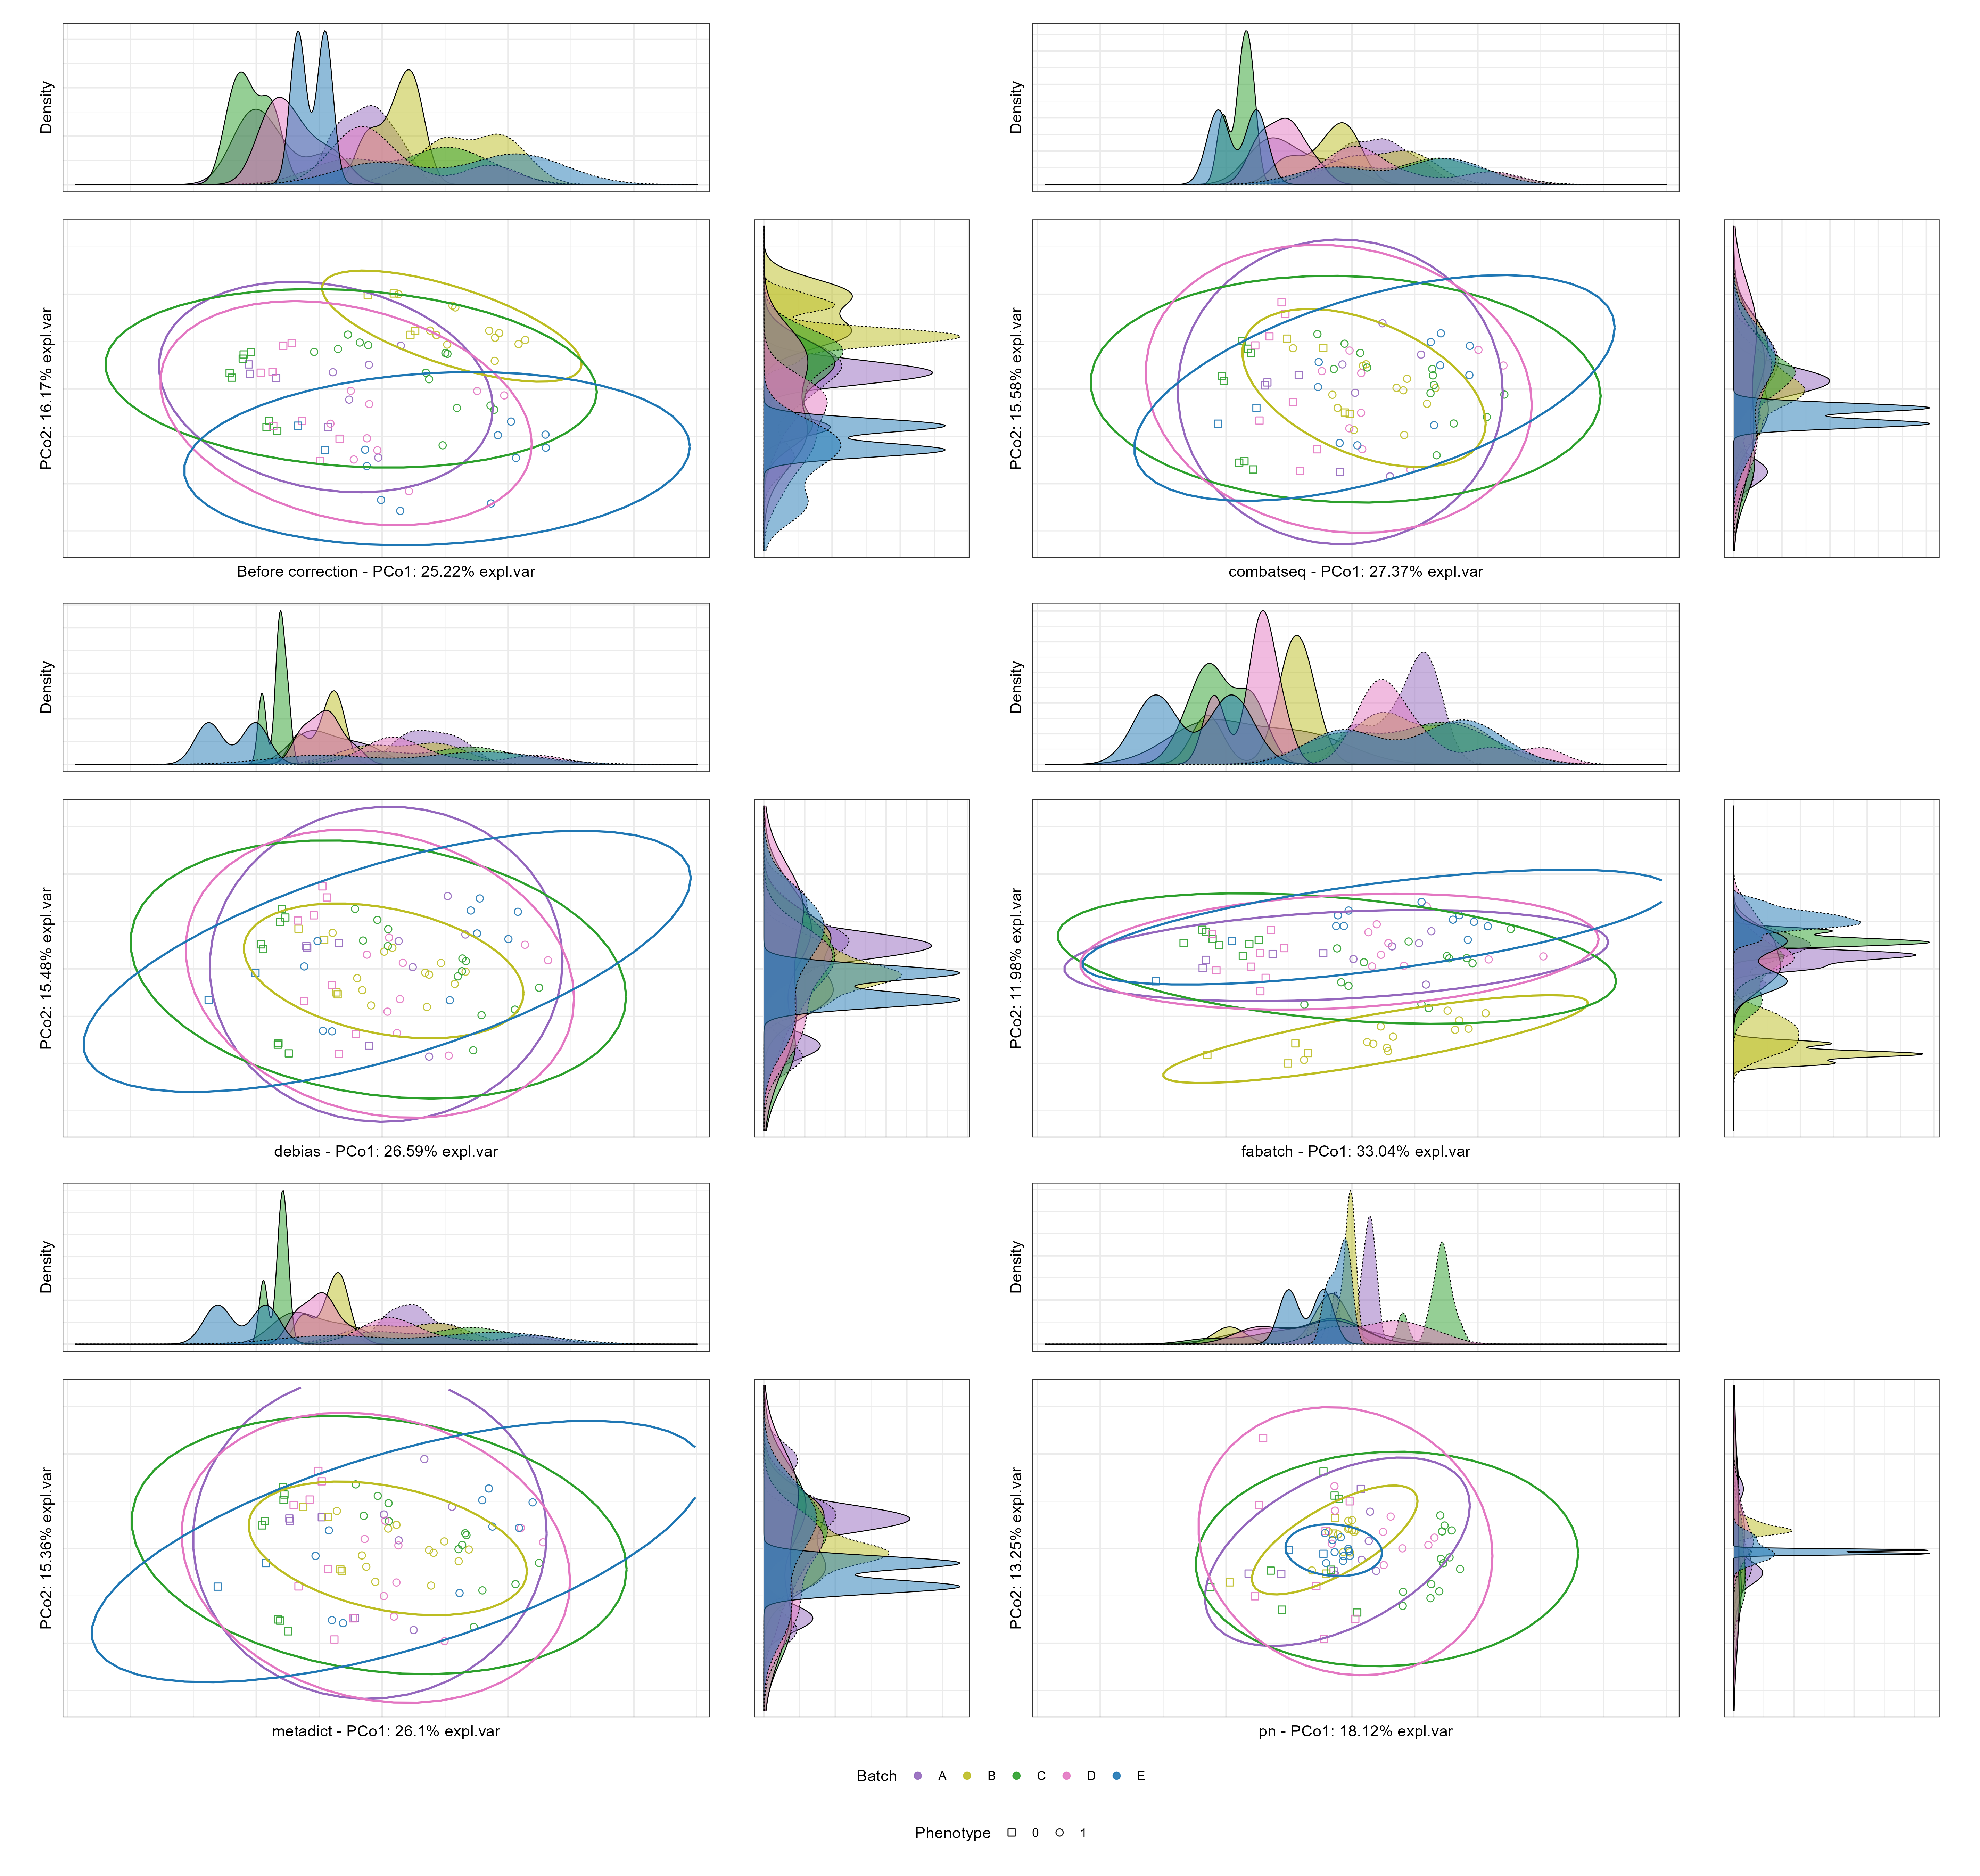 Density
Density
PCo2: 16.17% expl.var
PCo2: 15.58% expl.var
Before correction - PCo1: 25.22% expl.var
combatseq - PCo1: 27.37% expl.var
Density
Density
PCo2: 15.48% expl.var
PCo2: 11.98% expl.var
debias - PCo1: 26.59% expl.var
fabatch - PCo1: 33.04% expl.var
Density
Density
PCo2: 15.36% expl.var
PCo2: 13.25% expl.var
metadict - PCo1: 26.1% expl.var
pn - PCo1: 18.12% expl.var
Batch A B C D E
Phenotype 0 1